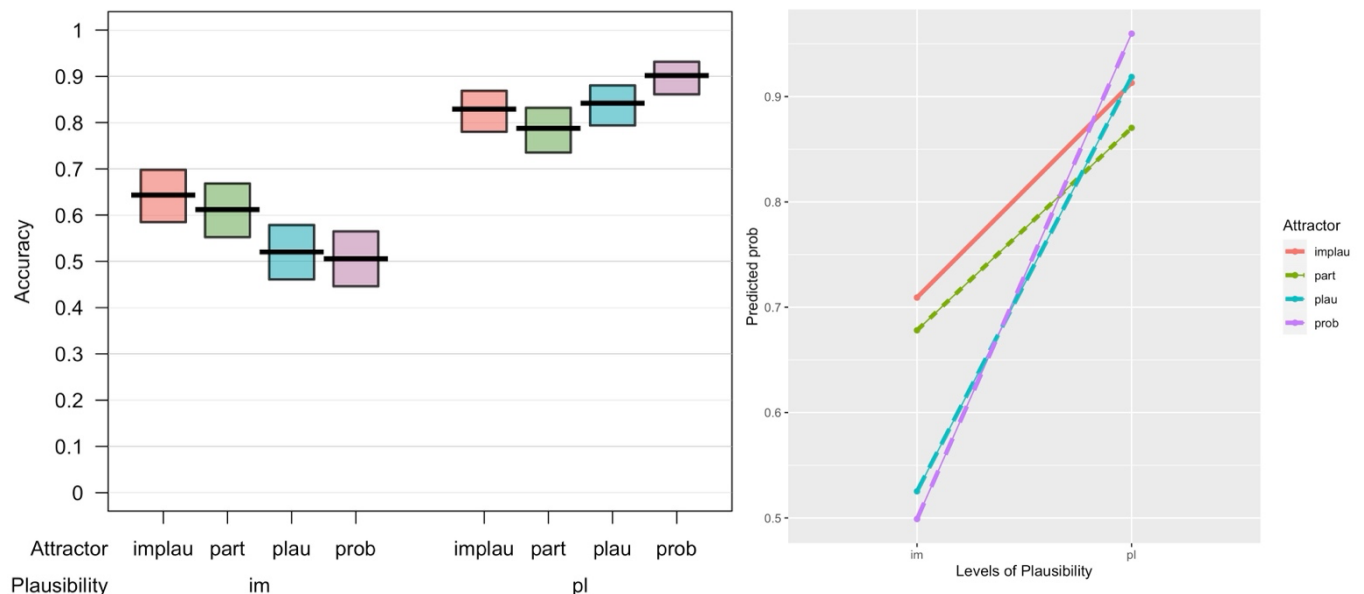 1
0.9
0.8
0.7
0.6
0.5
0.4
0.3
0.2
0.1
0
Accuracy
Attractor implau part plau prob implau part plau prob
Plausibility im pl
0.9
0.8
0.7
0.6
0.5
Predicted prob
im pl
Levels of Plausibility
Attractor
implau
part
plau
prob